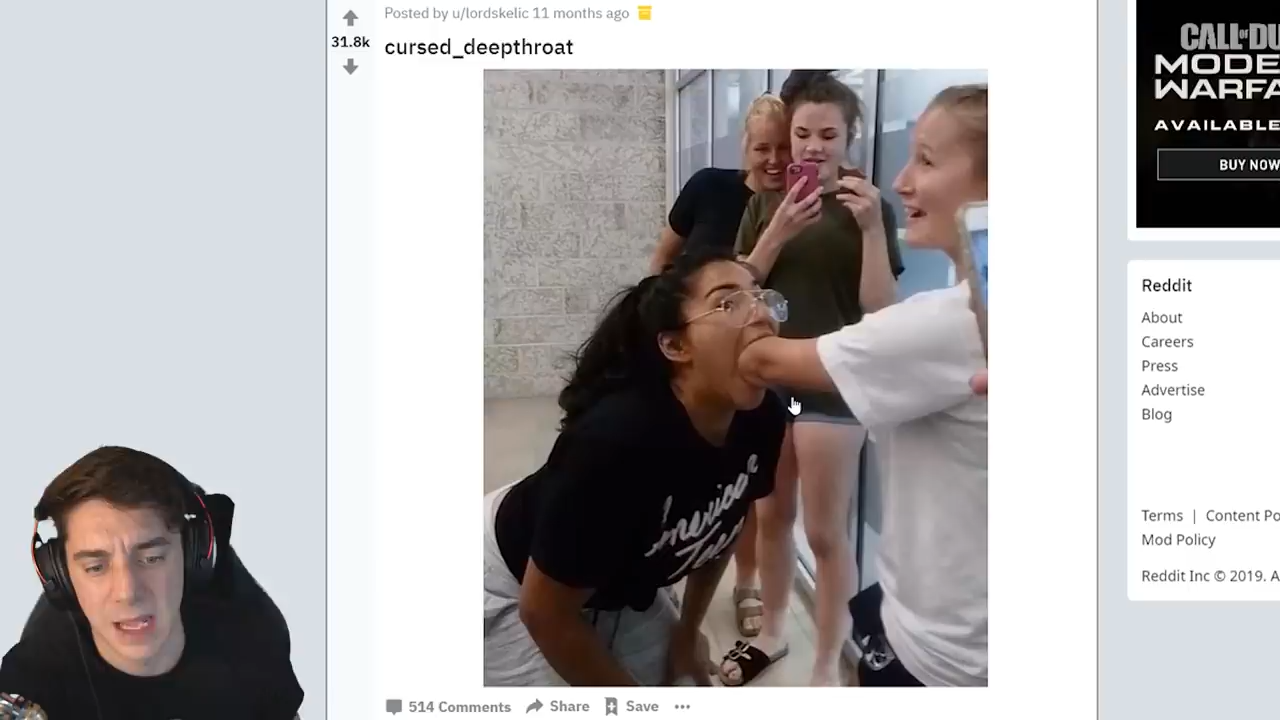 Posted by u/lordskelic 11 months ago
31.8k
cursed_deepthroat
514 Comments
Share
Save
CALL OF DU
MODE
WARFA
AVAILABLE
BUY NOW
Reddit
About
Careers
Press
Advertise
Blog
Terms | Content Po
Mod Policy
Reddit Inc © 2019. A